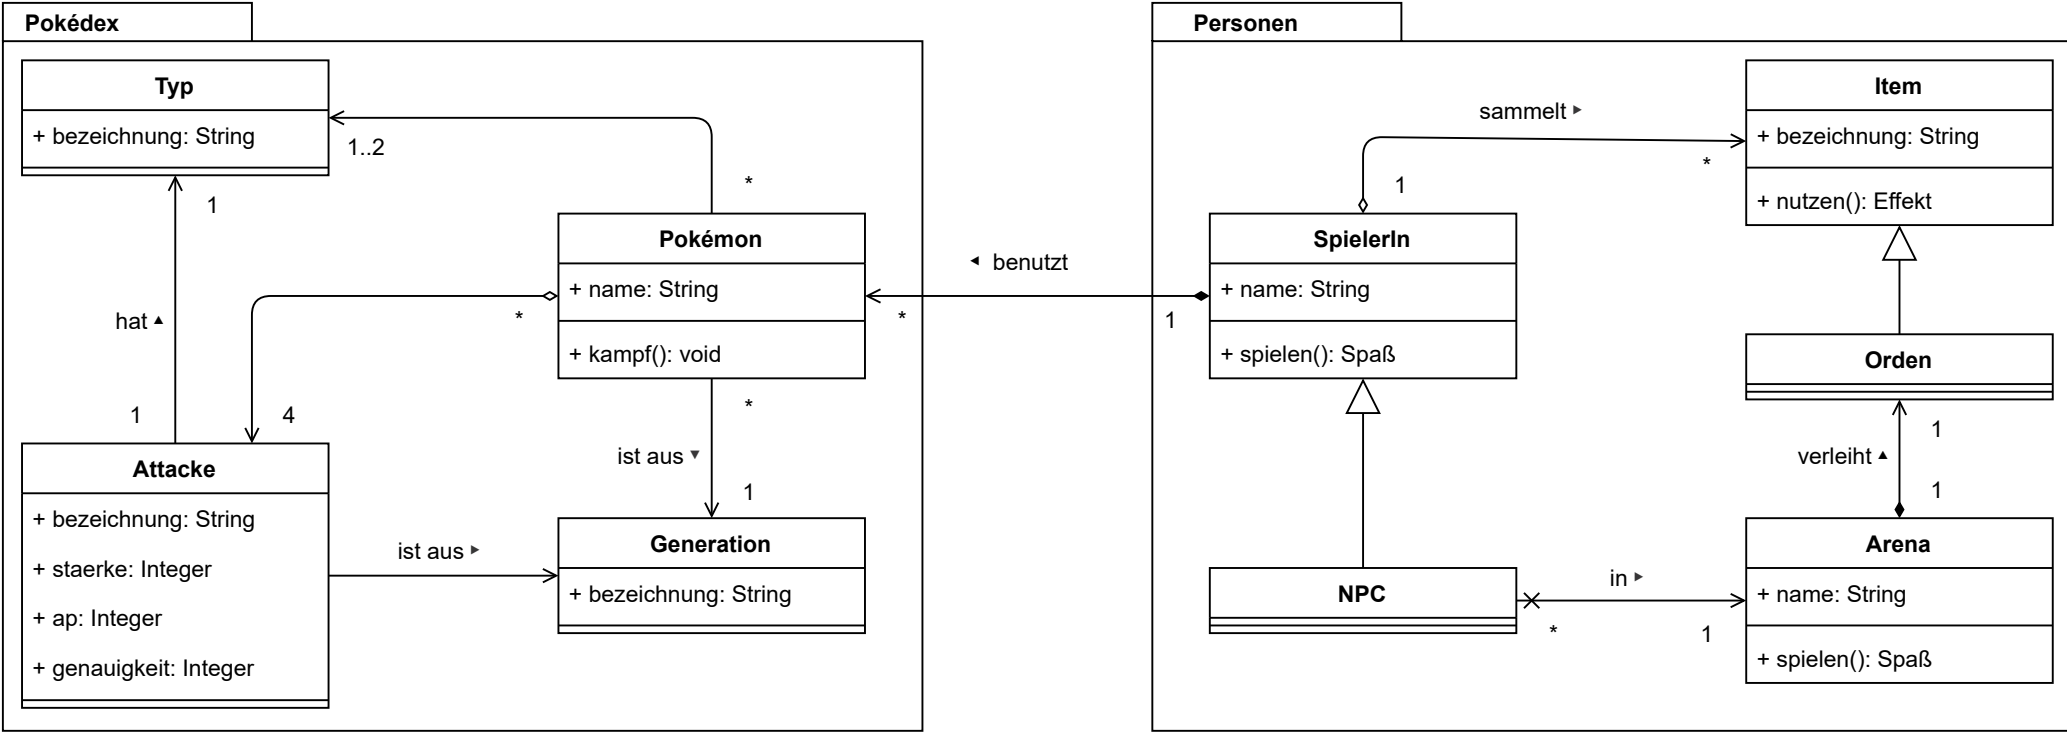 Pokédex
Typ
+ bezeichnung: String
1..2
*
1
hat
1
4
*
Pokémon
+ name: String
+ kampf(): void
*
ist aus
1
Attacke
+ bezeichnung: String
+ staerke: Integer
+ ap: Integer
+ genauigkeit: Integer
ist aus
Generation
+ bezeichnung: String
benutzt
*
1
Personen
sammelt
1
*
Item
+ bezeichnung: String
+ nutzen(): Effekt
SpielerIn
+ name: String
+ spielen(): Spaß
Orden
1
verleiht
1
NPC
in
*
1
Arena
+ name: String
+ spielen(): Spaß